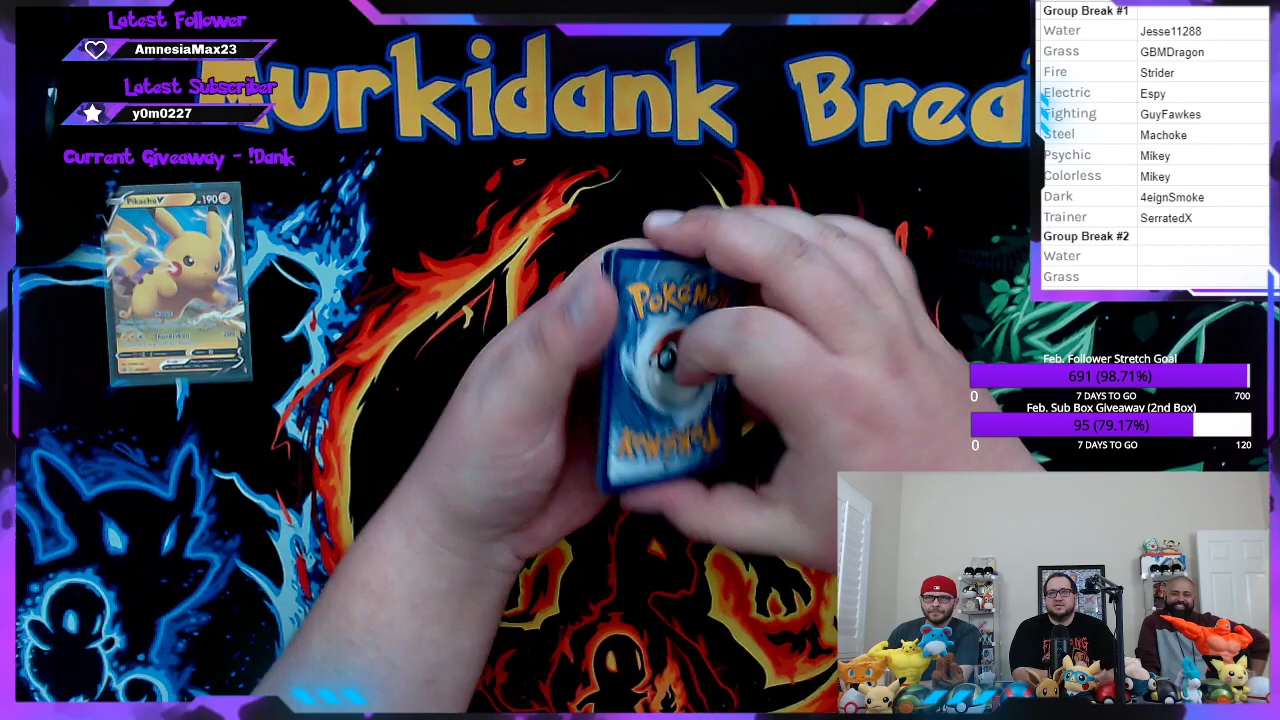 Latest Follower
AmnesiaMax23
Latest Subscriber
y0m0227
Current Giveaway - !Dank
urkidank Brea
Pikachu V
190
POKéMON
Group Break #1
Water Jesse11288
Grass GBMDragon
Fire Strider
Electric Espy
Fighting GuyFawkes
Steel Machoke
Psychic Mikey
Colorless Mikey
Dark 4eignSmoke
Trainer SerratedX
Group Break #2
Water
Grass
Feb. Follower Stretch Goal
691 (98.71%)
0 7 DAYS TO GO 700
Feb. Sub Box Giveaway (2nd Box)
95 (79.17%)
0 7 DAYS TO GO 120